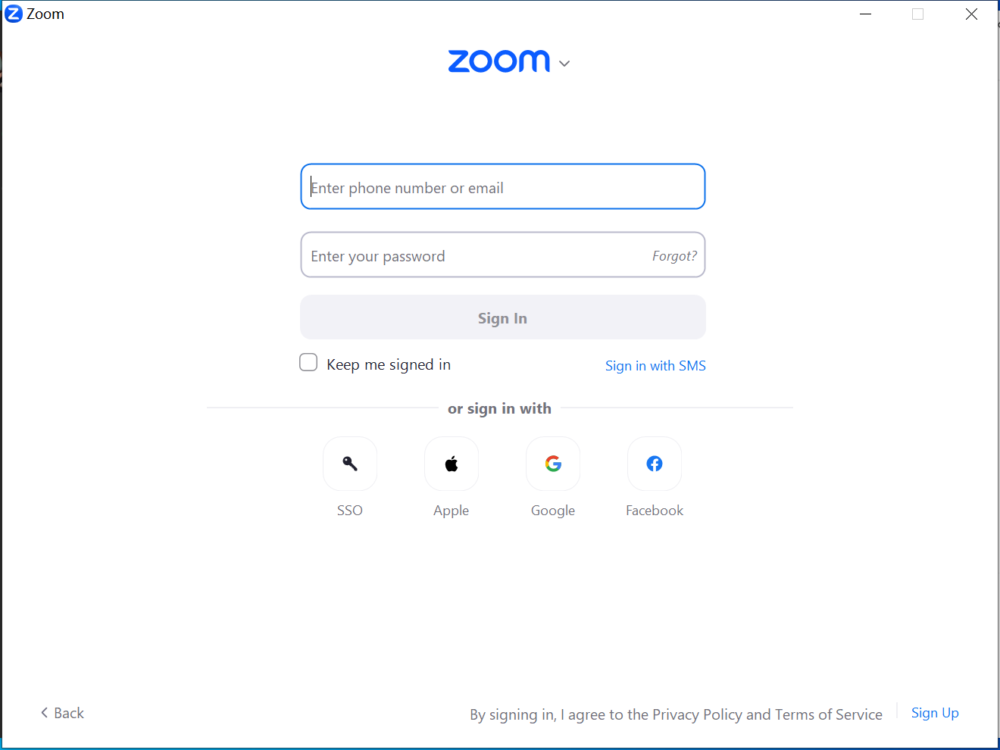 Zoom
zoom
Enter phone number or email
Enter your password
Forgot?
Sign In
Keep me signed in
Sign in with SMS
or sign in with
SSO
Apple
Google
Facebook
Back
By signing in, I agree to the Privacy Policy and Terms of Service
Sign Up